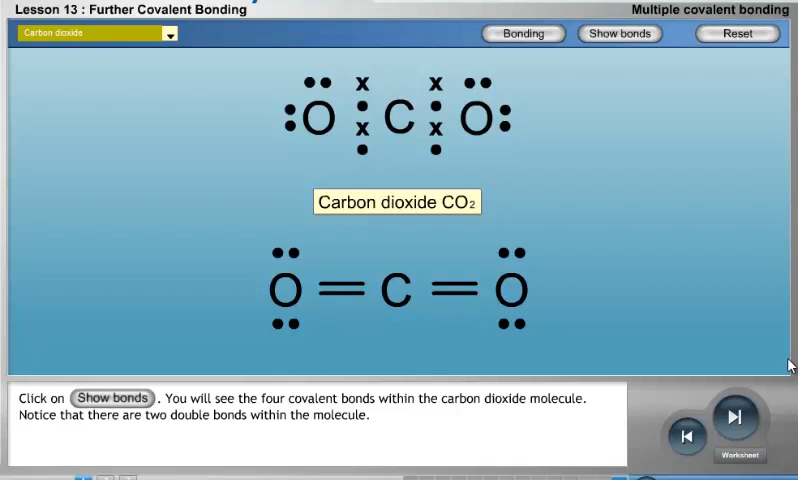 Lesson 13 : Further Covalent Bonding
Multiple covalent bonding
Carbon dioxide
Bonding
Show bonds
Reset
x x
O C O
x x
Carbon dioxide CO₂
O = C = O
Click on Show bonds . You will see the four covalent bonds within the carbon dioxide molecule.
Notice that there are two double bonds within the molecule.
Worksheet